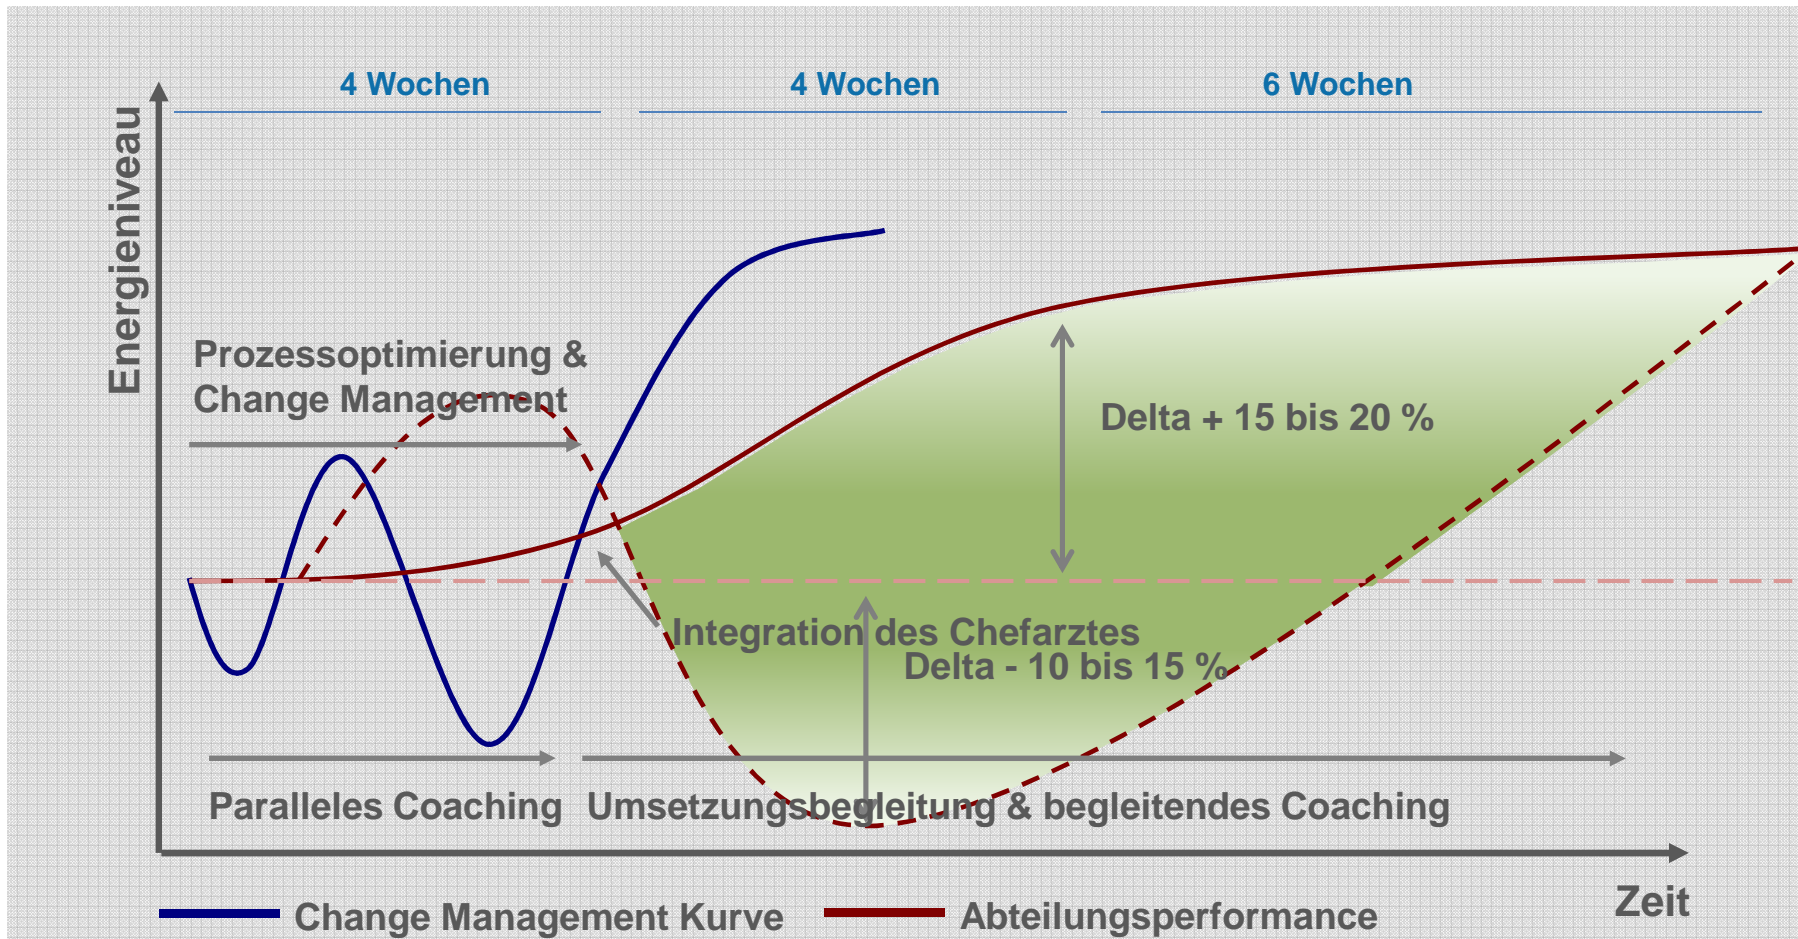 4 Wochen
4 Wochen
6 Wochen
Energieniveau
Prozessoptimierung &
Change Management
Delta + 15 bis 20 %
Integration des Chefarztes
Delta - 10 bis 15 %
Paralleles Coaching
Umsetzungsbegleitung & begleitendes Coaching
Zeit
Change Management Kurve
Abteilungsperformance